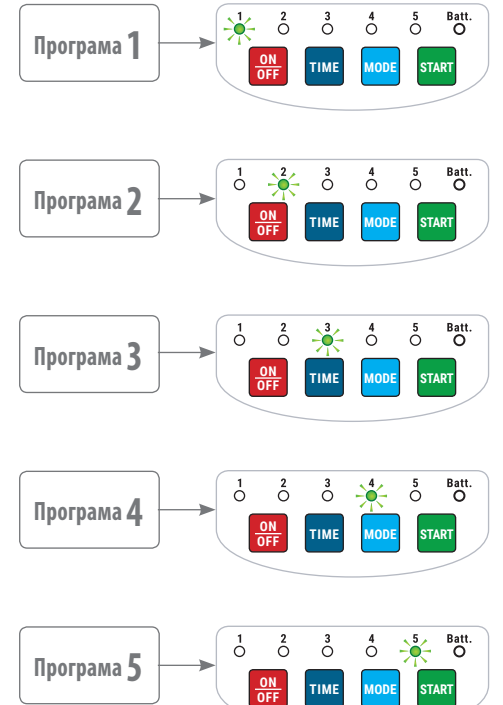 Програма 1
1 2 3 4 5 Batt.
ON
OFF TIME MODE START
Програма 2
1 2 3 4 5 Batt.
ON
OFF TIME MODE START
Програма 3
1 2 3 4 5 Batt.
ON
OFF TIME MODE START
Програма 4
1 2 3 4 5 Batt.
ON
OFF TIME MODE START
Програма 5
1 2 3 4 5 Batt.
ON
OFF TIME MODE START